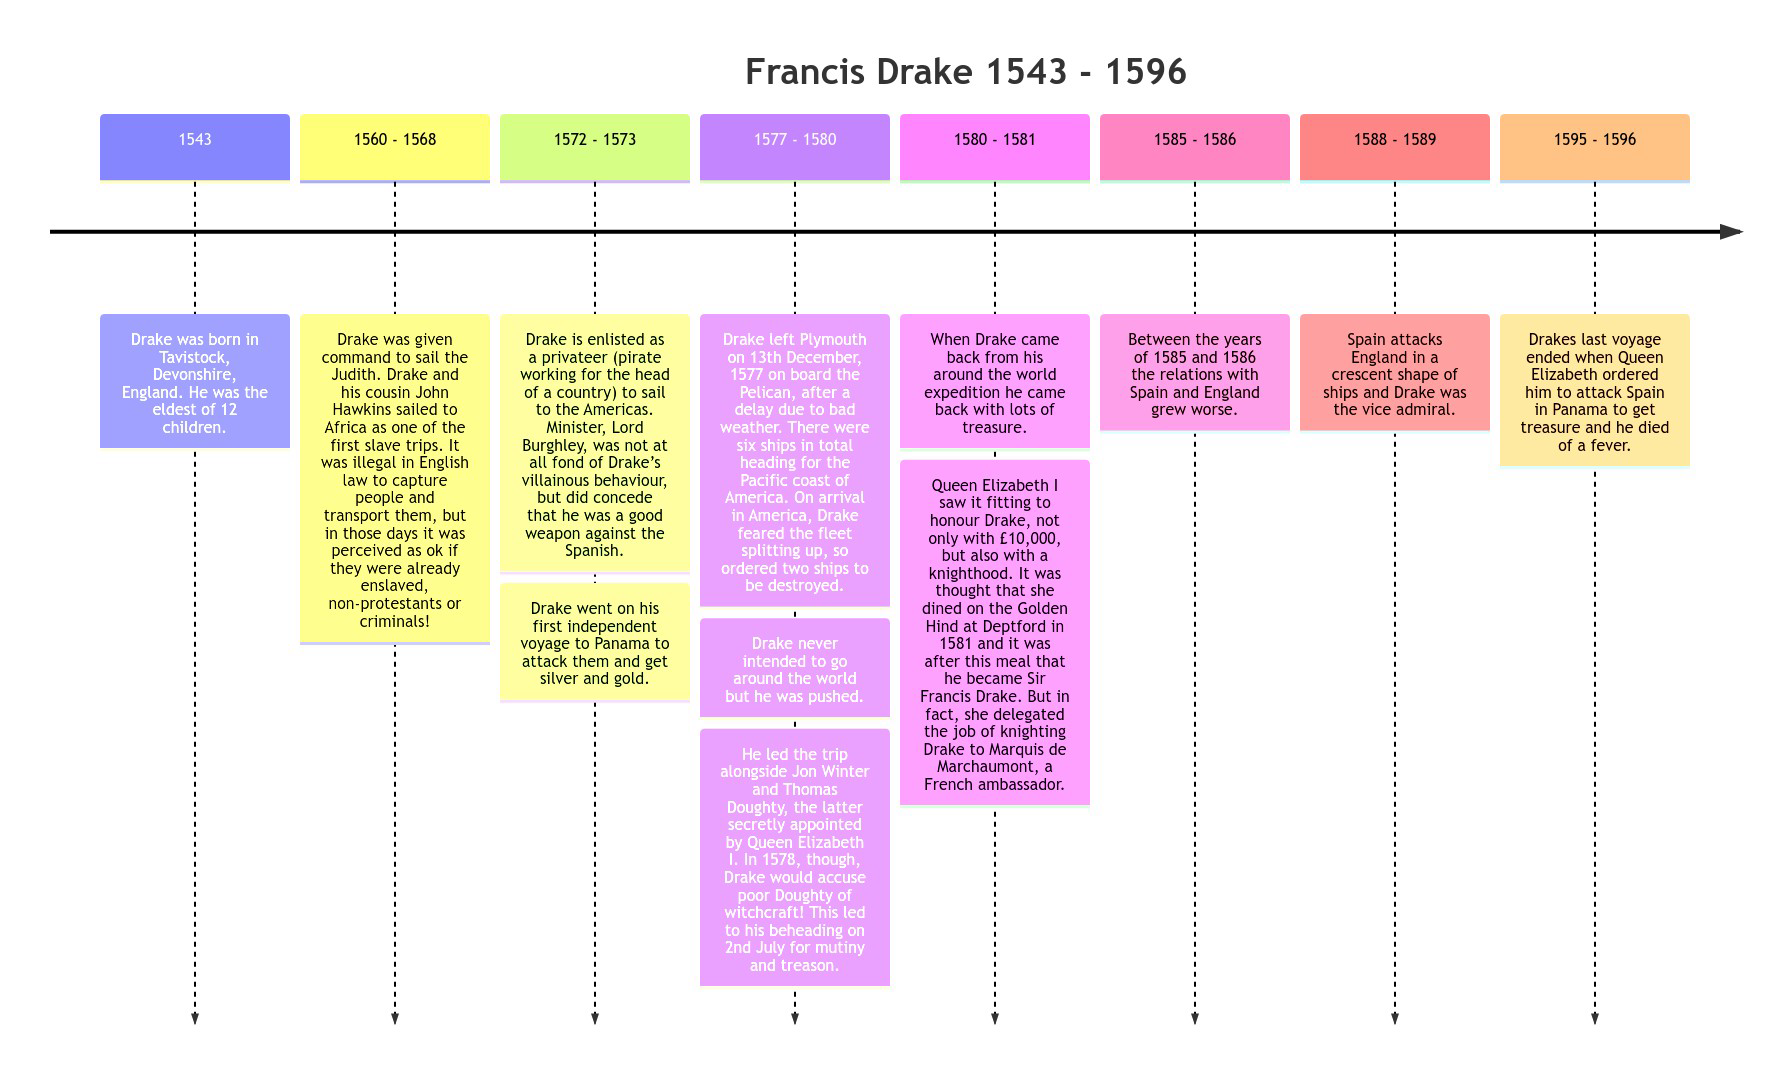 Francis Drake 1543 - 1596
1543
1560 - 1568
1572 - 1573
1577 - 1580
1580 - 1581
1585 - 1586
1588 - 1589
1595 - 1596
Drake was born in
Tavistock,
Devonshire,
England. He was the
eldest of 12
children.
Drake was given
command to sail the
Judith. Drake and
his cousin John
Hawkins sailed to
Africa as one of the
first slave trips. It
was illegal in English
law to capture
people and
transport them, but
in those days it was
perceived as ok if
they were already
enslaved,
non-protestants or
criminals!
Drake is enlisted as
a privateer (pirate
working for the head
of a country) to sail
to the Americas.
Minister, Lord
Burghley, was not at
all fond of Drake’s
villainous behaviour,
but did concede
that he was a good
weapon against the
Spanish.
Drake went on his
first independent
voyage to Panama to
attack them and get
silver and gold.
Drake left Plymouth
on 13th December,
1577 on board the
Pelican, after a
delay due to bad
weather. There were
six ships in total
heading for the
Pacific coast of
America. On arrival
in America, Drake
feared the fleet
splitting up, so
ordered two ships to
be destroyed.
Drake never
intended to go
around the world
but he was pushed.
He led the trip
alongside Jon Winter
and Thomas
Doughty, the latter
secretly appointed
by Queen Elizabeth
I. In 1578, though,
Drake would accuse
poor Doughty of
witchcraft! This led
to his beheading on
2nd July for mutiny
and treason.
When Drake came
back from his
around the world
expedition he came
back with lots of
treasure.
Queen Elizabeth I
saw it fitting to
honour Drake, not
only with £10,000,
but also with a
knighthood. It was
thought that she
dined on the Golden
Hind at Deptford in
1581 and it was
after this meal that
he became Sir
Francis Drake. But in
fact, she delegated
the job of knighting
Drake to Marquis de
Marchaumont, a
French ambassador.
Between the years
of 1585 and 1586
the relations with
Spain and England
grew worse.
Spain attacks
England in a
crescent shape of
ships and Drake was
the vice admiral.
Drakes last voyage
ended when Queen
Elizabeth ordered
him to attack Spain
in Panama to get
treasure and he died
of a fever.